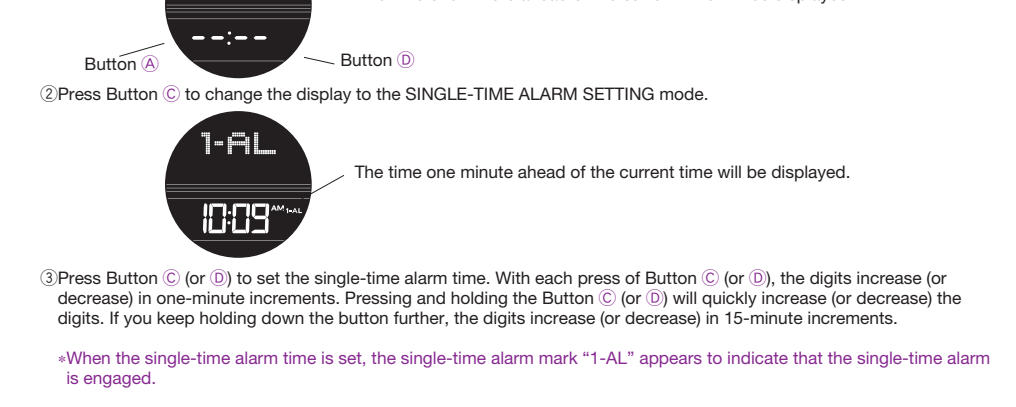 --:--
Button Ⓐ
Button Ⓓ
②Press Button Ⓒ to change the display to the SINGLE-TIME ALARM SETTING mode.
1-AL
The time one minute ahead of the current time will be displayed.
10:09 AM 1-AL
③Press Button Ⓒ (or Ⓓ) to set the single-time alarm time. With each press of Button Ⓒ (or Ⓓ), the digits increase (or
decrease) in one-minute increments. Pressing and holding the Button Ⓒ (or Ⓓ) will quickly increase (or decrease) the
digits. If you keep holding down the button further, the digits increase (or decrease) in 15-minute increments.
*When the single-time alarm time is set, the single-time alarm mark “1-AL” appears to indicate that the single-time alarm
is engaged.